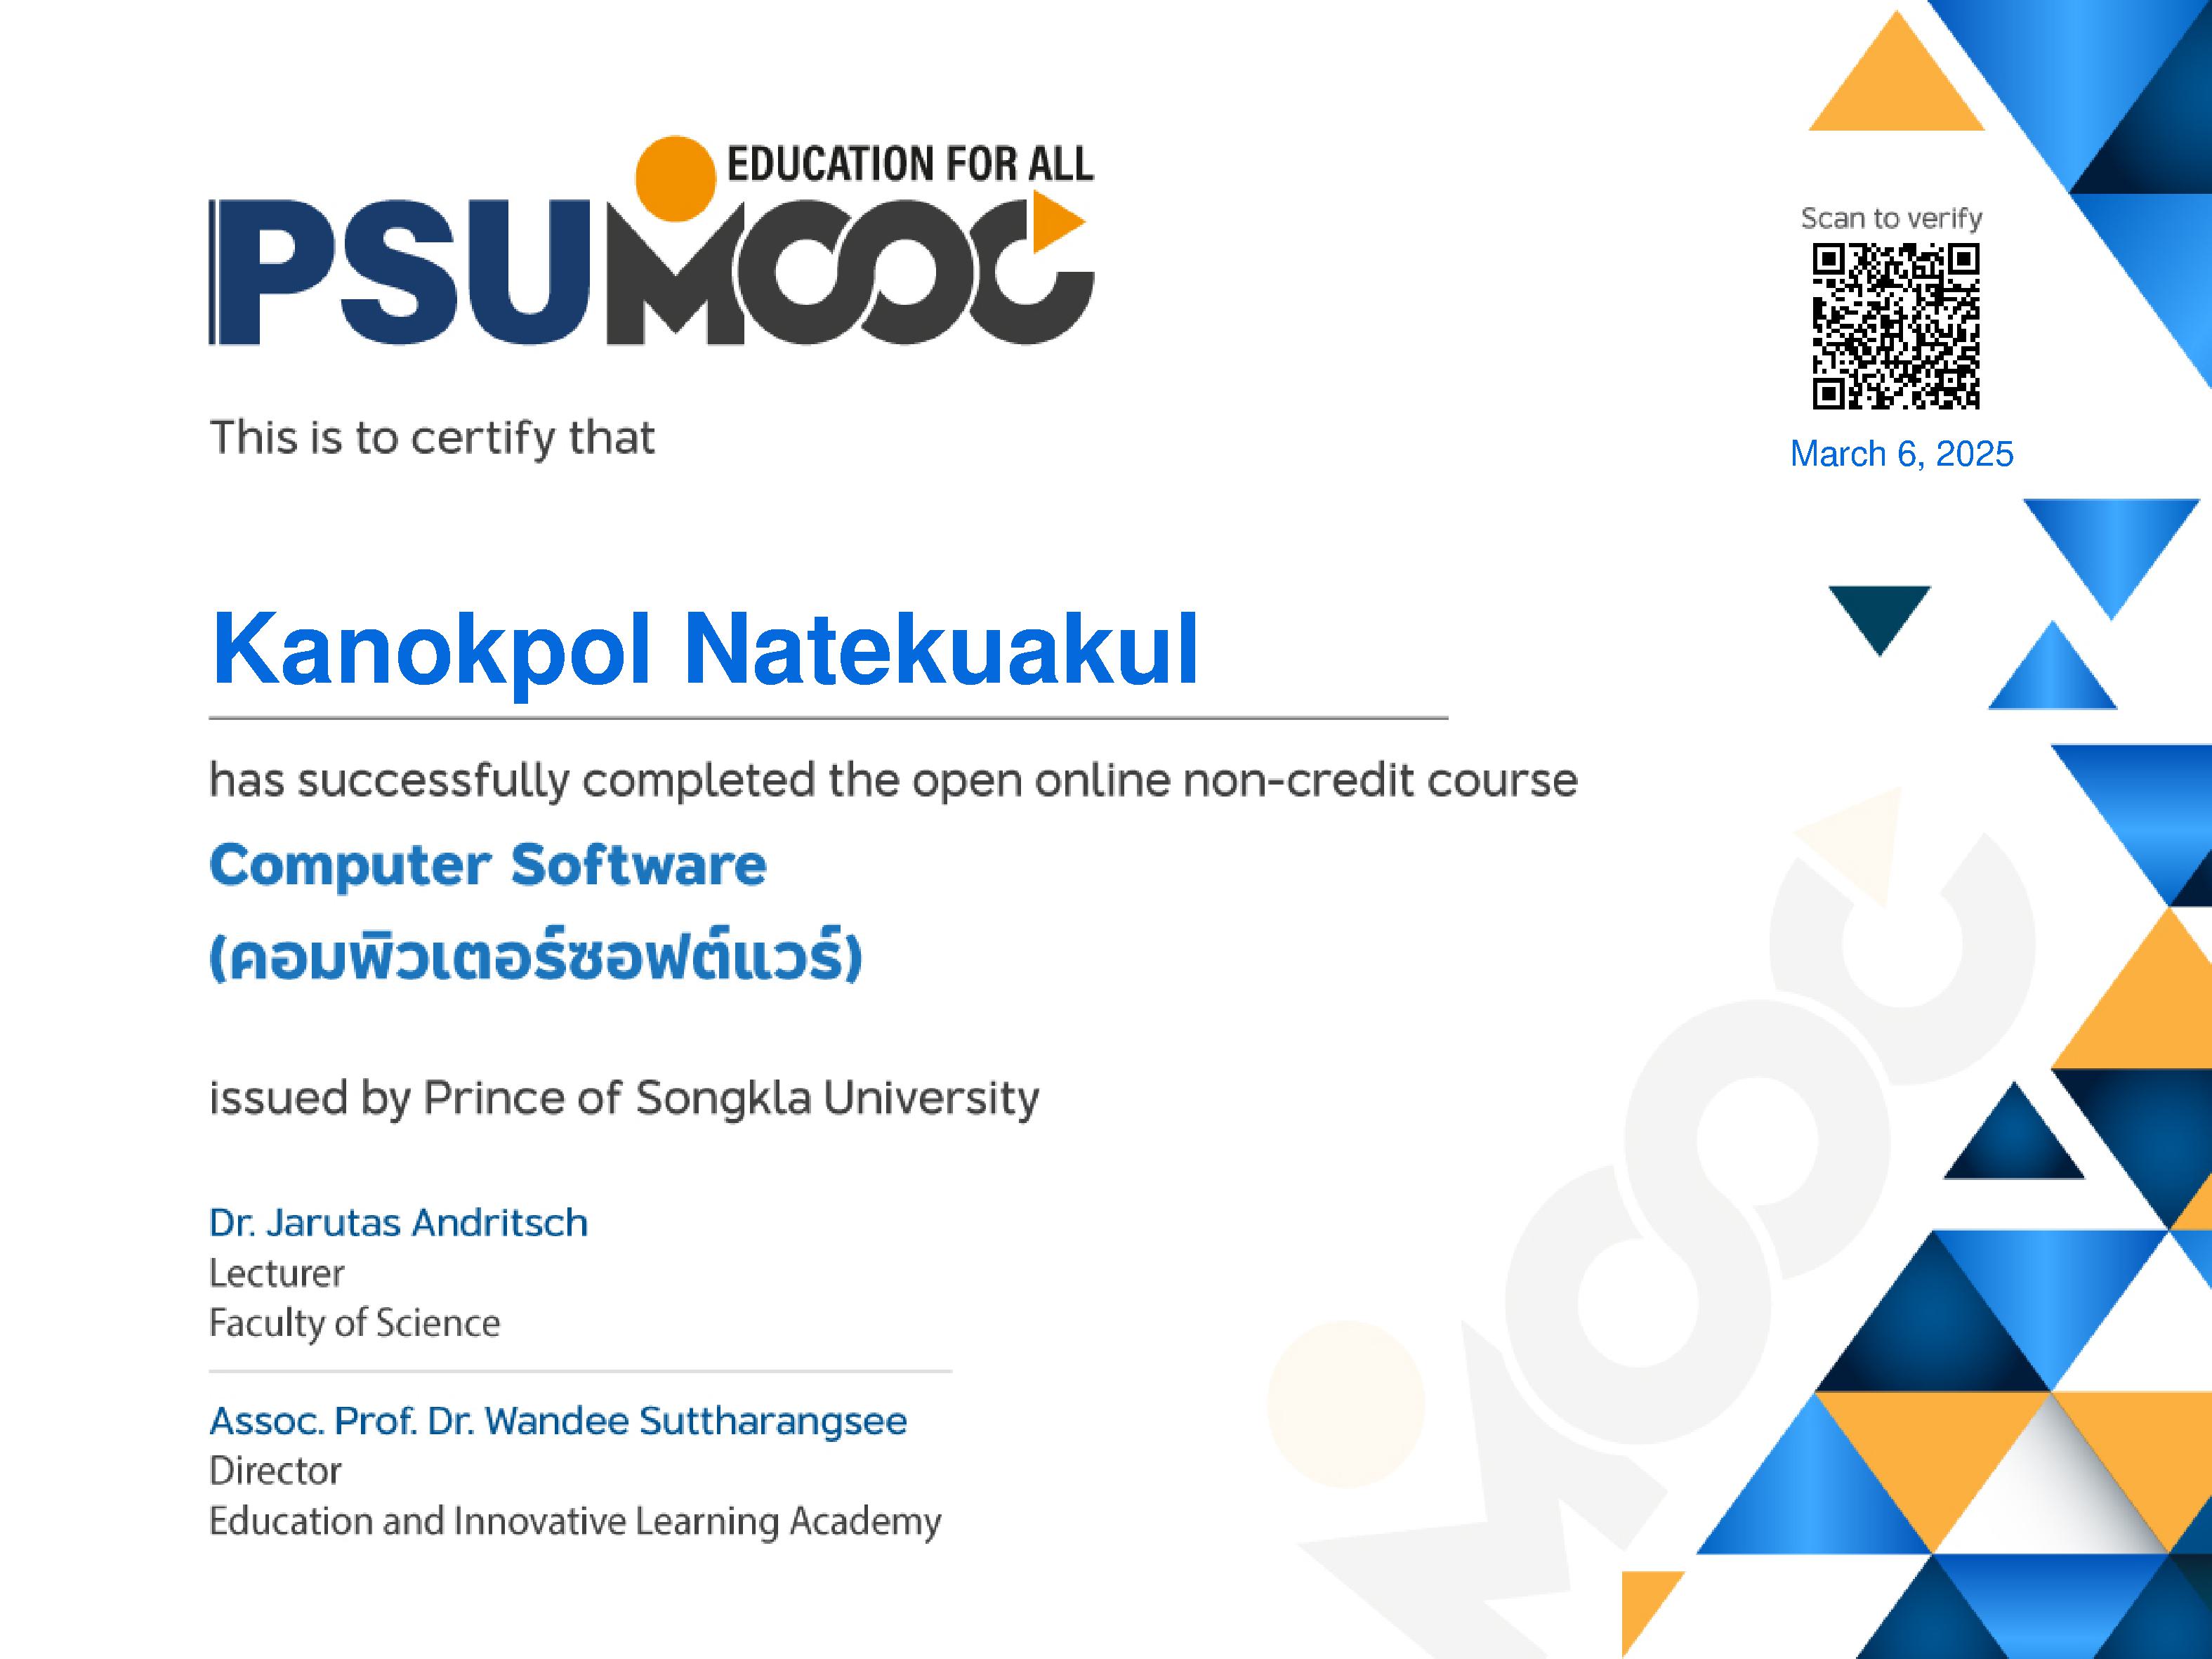 EDUCATION FOR ALL
PSUMOOC
Scan to verify
March 6, 2025
This is to certify that
Kanokpol Natekuakul
has successfully completed the open online non-credit course
Computer Software
(คอมพิวเตอร์ซอฟต์แวร์)
issued by Prince of Songkla University
Dr. Jarutas Andritsch
Lecturer
Faculty of Science
Assoc. Prof. Dr. Wandee Suttharangsee
Director
Education and Innovative Learning Academy
MOOC